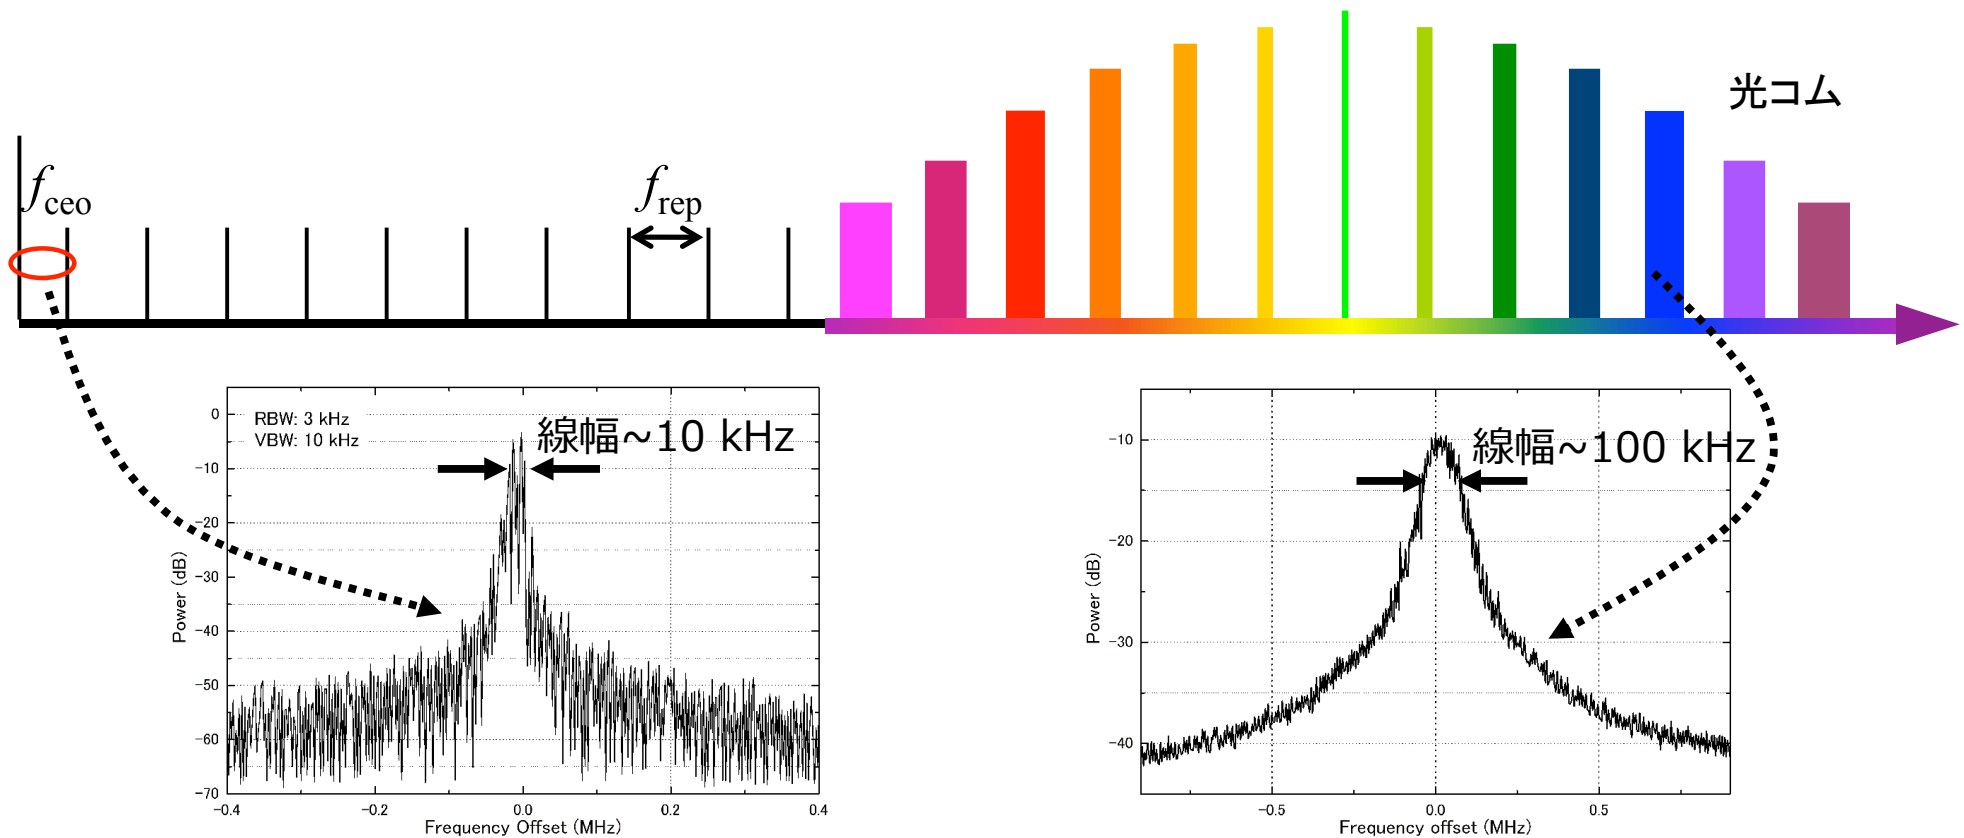 光コム
f_ceo
f_rep
RBW: 3 kHz
VBW: 10 kHz
線幅~10 kHz
0
−10
−20
−30
−40
−50
−60
−70
Power (dB)
−0.4
−0.2
0.0
0.2
0.4
Frequency Offset (MHz)
線幅~100 kHz
−10
−20
−30
−40
Power (dB)
−0.5
0.0
0.5
Frequency offset (MHz)